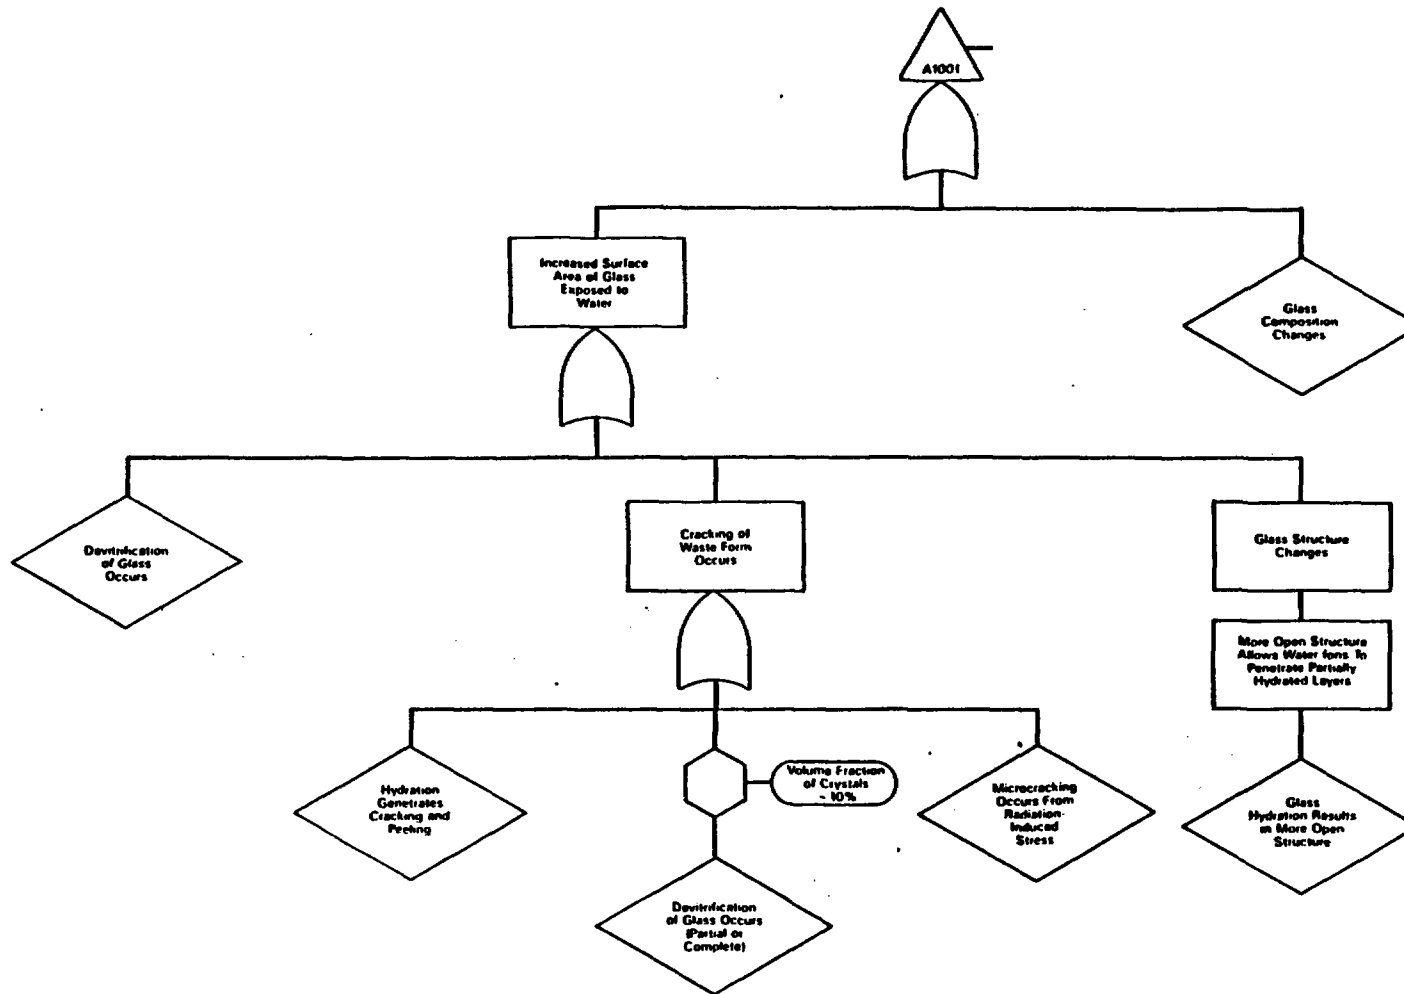 A1001
Increased Surface
Area of Glass
Exposed to
Water
Glass
Composition
Changes
Devitrification
of Glass
Occurs
Cracking of
Waste Form
Occurs
Glass Structure
Changes
More Open Structure
Allows Water Ions To
Penetrate Partially
Hydrated Layers
Hydration
Genetrates
Cracking and
Peeling
Volume Fraction
of Crystals
~ 10%
Microcracking
Occurs From
Radiation-
Induced
Stress
Glass
Hydration Results
in More Open
Structure
Devitrification
of Glass Occurs
(Partial or
Complete)